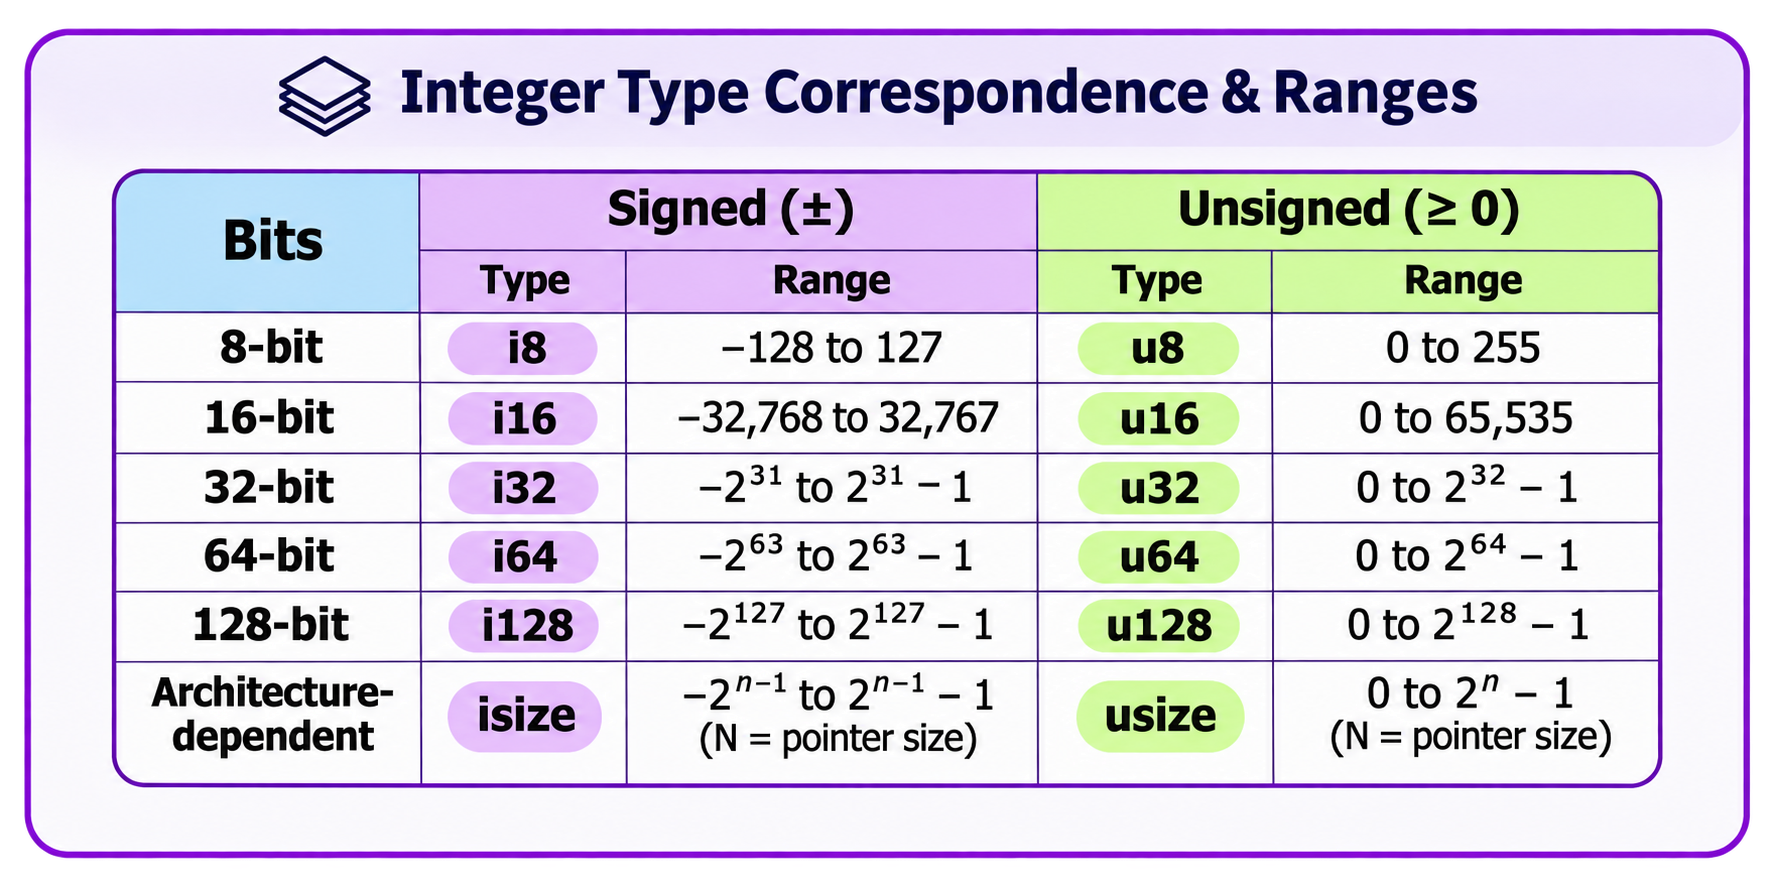 Integer Type Correspondence & Ranges
Bits Signed (±) Unsigned (≥ 0)
Type Range Type Range
8-bit i8 −128 to 127 u8 0 to 255
16-bit i16 −32,768 to 32,767 u16 0 to 65,535
32-bit i32 −2³¹ to 2³¹ − 1 u32 0 to 2³² − 1
64-bit i64 −2⁶³ to 2⁶³ − 1 u64 0 to 2⁶⁴ − 1
128-bit i128 −2¹²⁷ to 2¹²⁷ − 1 u128 0 to 2¹²⁸ − 1
Architecture-
dependent
isize
−2ⁿ⁻¹ to 2ⁿ⁻¹ − 1
(N = pointer size)
usize
0 to 2ⁿ − 1
(N = pointer size)